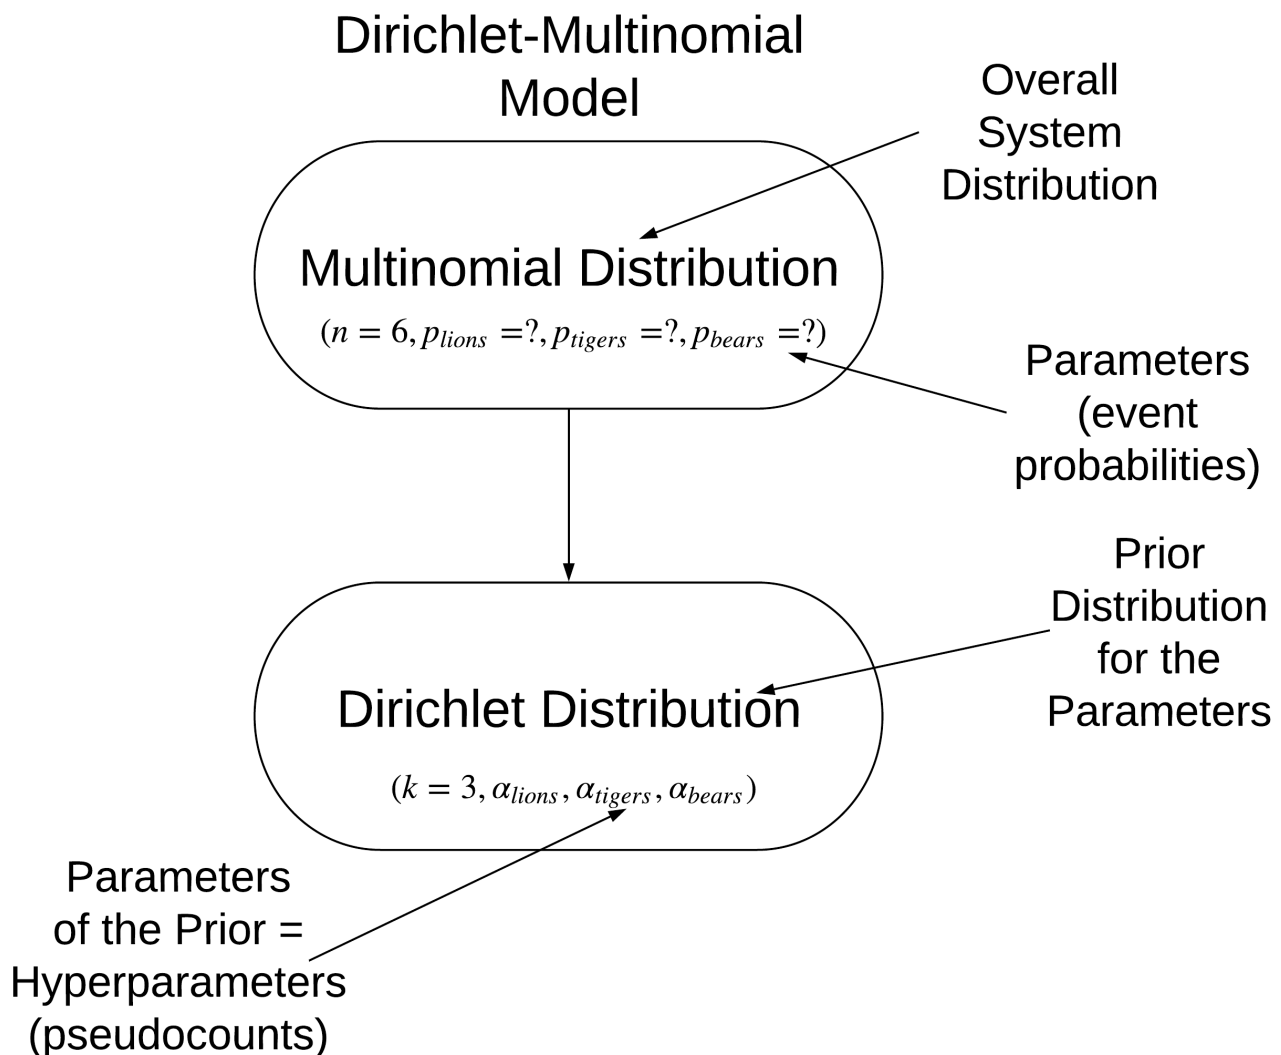 Dirichlet-Multinomial
Model
Overall
System
Distribution
Multinomial Distribution
(n = 6, p_lions =?, p_tigers =?, p_bears =?)
Parameters
(event
probabilities)
Prior
Distribution
for the
Parameters
Dirichlet Distribution
(k = 3, α_lions, α_tigers, α_bears)
Parameters
of the Prior =
Hyperparameters
(pseudocounts)